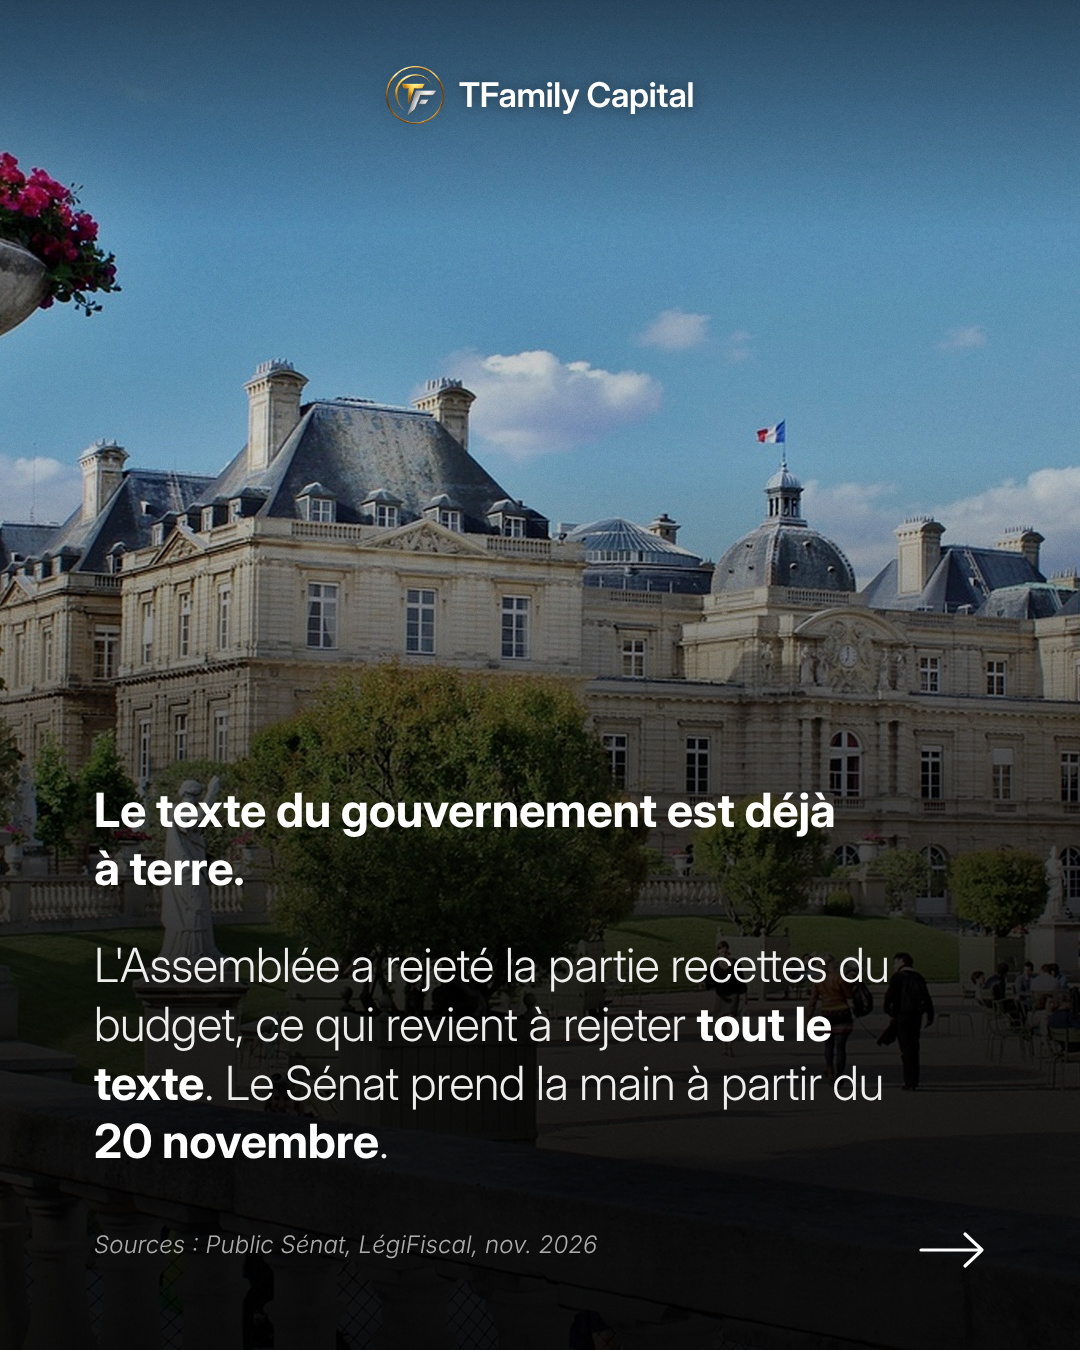 TF TFamily Capital
Le texte du gouvernement est déjà
à terre.
L'Assemblée a rejeté la partie recettes du
budget, ce qui revient à rejeter tout le
texte. Le Sénat prend la main à partir du
20 novembre.
Sources : Public Sénat, LégiFiscal, nov. 2026